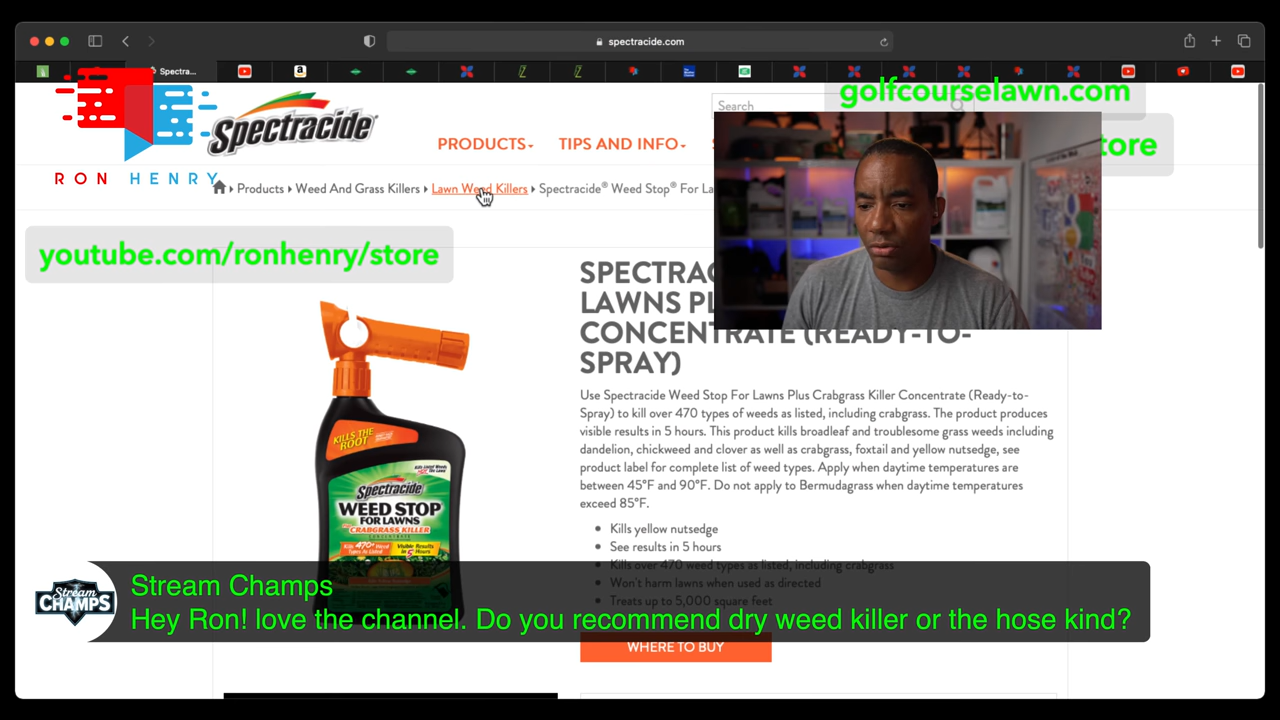 spectracide.com
Spectra...
golfcourselawn.com
Search
Spectracide
PRODUCTS
TIPS AND INFO
tore
RON HENRY
Products
Weed And Grass Killers
Lawn Weed Killers
Spectracide® Weed Stop® For La
youtube.com/ronhenry/store
SPECTRAC
LAWNS PL
CONCENTRATE (READY-TO-
SPRAY)
Use Spectracide Weed Stop For Lawns Plus Crabgrass Killer Concentrate (Ready-to-
Spray) to kill over 470 types of weeds as listed, including crabgrass. The product produces
visible results in 5 hours. This product kills broadleaf and troublesome grass weeds including
dandelion, chickweed and clover as well as crabgrass, foxtail and yellow nutsedge, see
product label for complete list of weed types. Apply when daytime temperatures are
between 45°F and 90°F. Do not apply to Bermudagrass when daytime temperatures
exceed 85°F.
KILLS THE
ROOT
Spectracide
WEED STOP
FOR LAWNS
CRABGRASS KILLER
CONCENTRATE
Kills yellow nutsedge
See results in 5 hours
Kills over 470 weed types as listed, including crabgrass
Won't harm lawns when used as directed
Treats up to 5,000 square feet
Stream
CHAMPS
Stream Champs
Hey Ron! love the channel. Do you recommend dry weed killer or the hose kind?
WHERE TO BUY